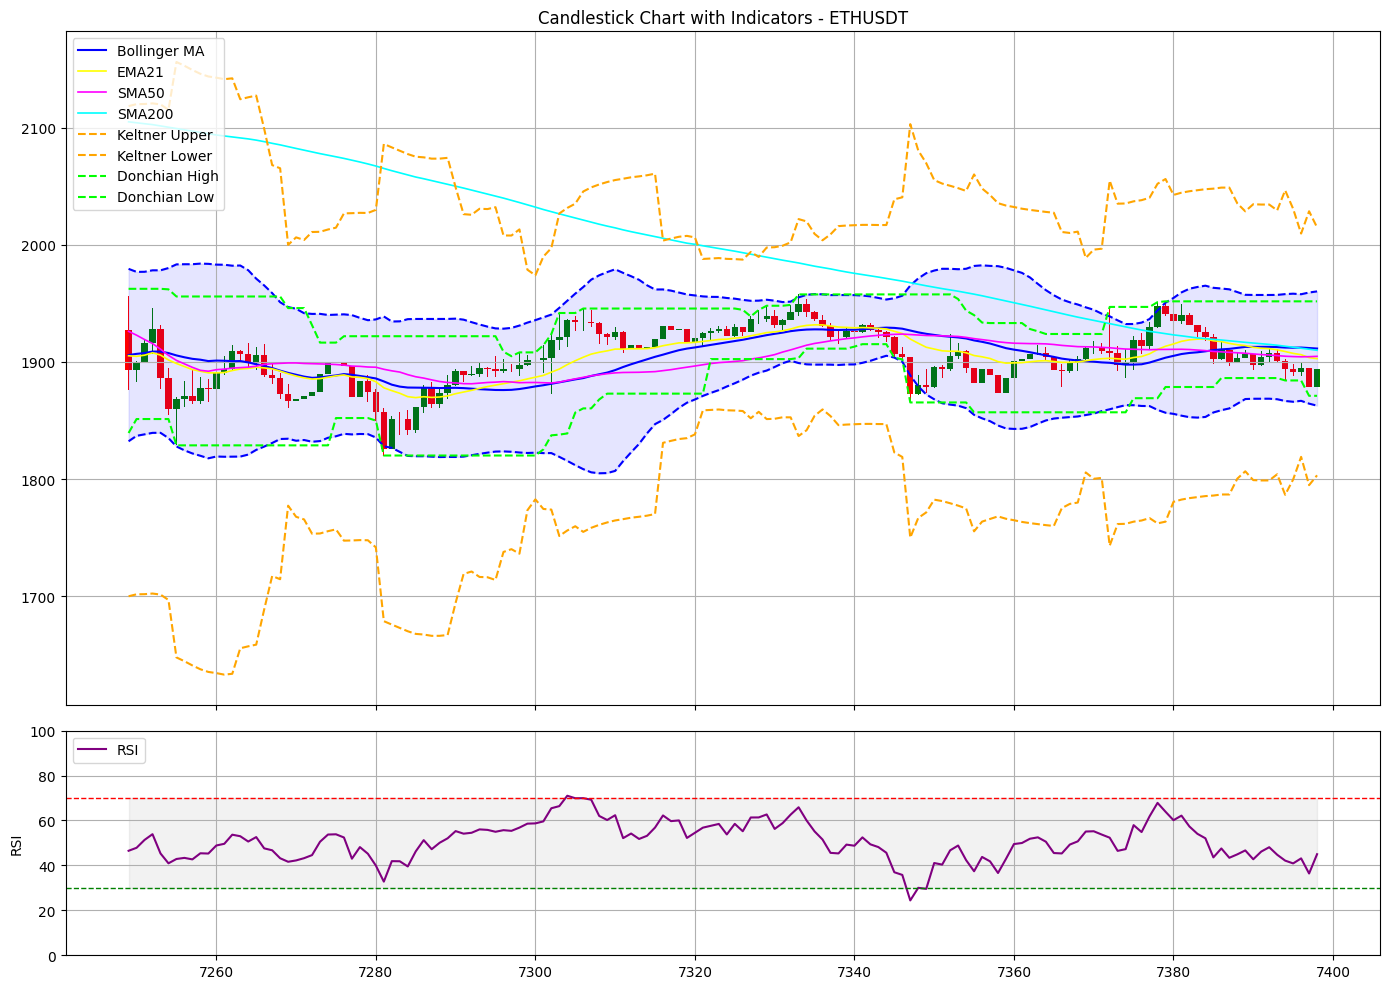 Candlestick Chart with Indicators - ETHUSDT
Bollinger MA
EMA21
SMA50
SMA200
Keltner Upper
Keltner Lower
Donchian High
Donchian Low
2100
2000
1900
1800
1700
RSI
100
80
60
40
20
0
RSI
7260
7280
7300
7320
7340
7360
7380
7400